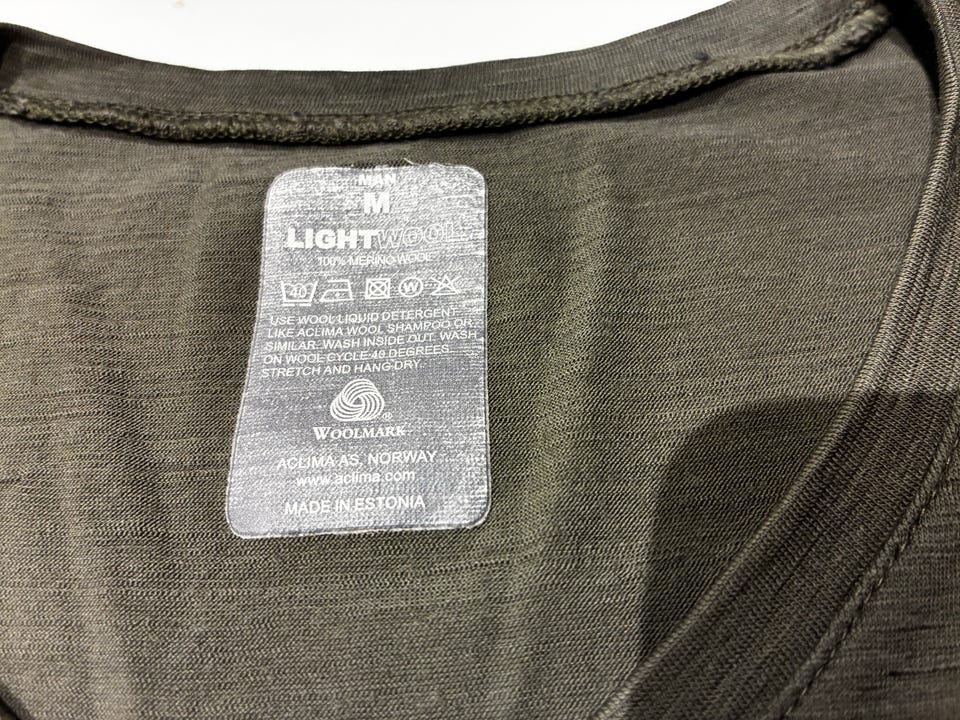 MAN
M
LIGHTWOOL
100% MERINO WOOL
40 W
USE WOOL LIQUID DETERGENT
LIKE ACLIMA WOOL SHAMPOO OR
SIMILAR. WASH INSIDE OUT. WASH
ON WOOL CYCLE 40 DEGREES.
STRETCH AND HANG-DRY.
®
WOOLMARK
ACLIMA AS, NORWAY
www.aclima.com
MADE IN ESTONIA